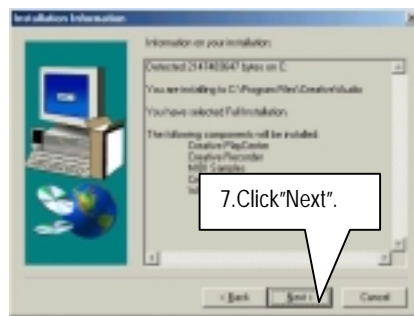 Installation Information
Information on your installation:
Detected 2147483647 bytes on C:
You are installing to C:\Program Files\Creative\Audio
You have selected Full Installation.
The following components will be installed:
Creative PlayCenter
Creative Recorder
MIDI Samples
7.Click"Next".
< Back
Next >
Cancel